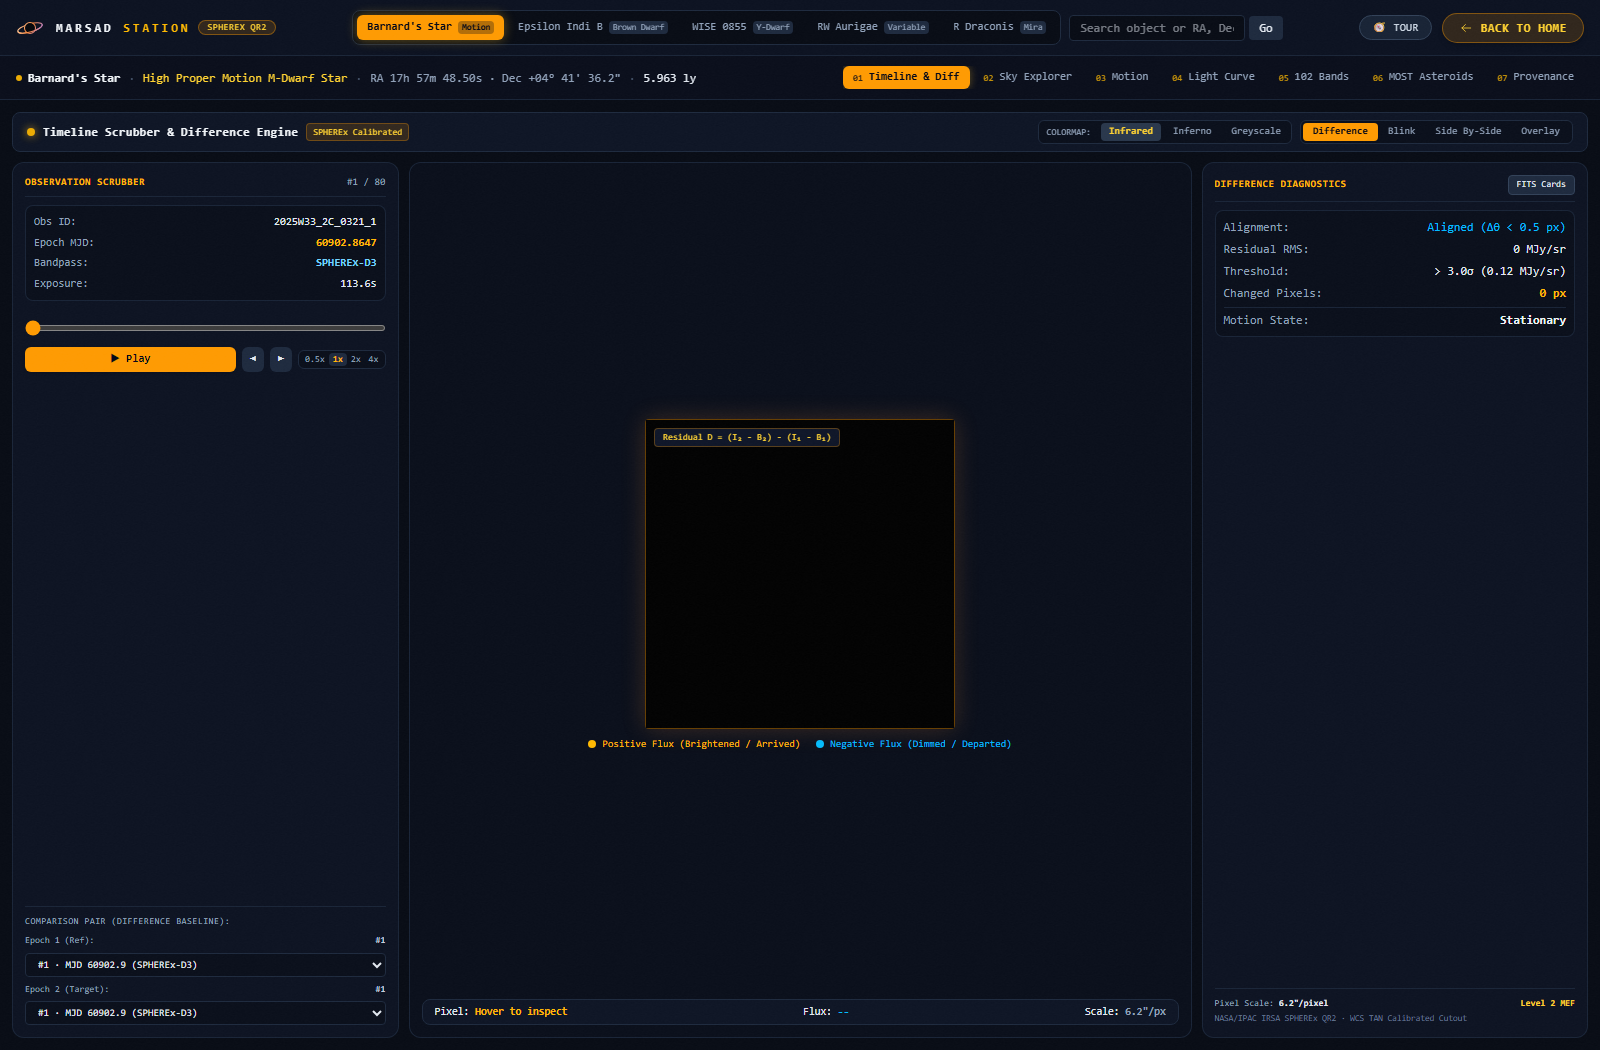 MARSAD STATION SPHEREX QR2
Barnard's Star Motion
Epsilon Indi B Brown Dwarf
WISE 0855 Y-Dwarf
RW Aurigae Variable
R Draconis Mira
Search object or RA, De
Go
TOUR
← BACK TO HOME
Barnard's Star · High Proper Motion M-Dwarf Star · RA 17h 57m 48.50s · Dec +04° 41' 36.2" · 5.963 ly
01 Timeline & Diff
02 Sky Explorer
03 Motion
04 Light Curve
05 102 Bands
06 MOST Asteroids
07 Provenance
Timeline Scrubber & Difference Engine SPHEREx Calibrated
COLORMAP: Infrared Inferno Greyscale
Difference Blink Side By-Side Overlay
OBSERVATION SCRUBBER #1 / 80
Obs ID: 2025W33_2C_0321_1
Epoch MJD: 60902.8647
Bandpass: SPHEREx-D3
Exposure: 113.6s
▶ Play ◄ ► 0.5x 1x 2x 4x
COMPARISON PAIR (DIFFERENCE BASELINE):
Epoch 1 (Ref): #1
#1 · MJD 60902.9 (SPHEREx-D3)
Epoch 2 (Target): #1
#1 · MJD 60902.9 (SPHEREx-D3)
Residual D = (I₂ - B₂) - (I₁ - B₁)
Positive Flux (Brightened / Arrived) Negative Flux (Dimmed / Departed)
Pixel: Hover to inspect Flux: -- Scale: 6.2"/px
DIFFERENCE DIAGNOSTICS FITS Cards
Alignment: Aligned (Δθ < 0.5 px)
Residual RMS: 0 MJy/sr
Threshold: > 3.0σ (0.12 MJy/sr)
Changed Pixels: 0 px
Motion State: Stationary
Pixel Scale: 6.2"/pixel Level 2 MEF
NASA/IPAC IRSA SPHEREx QR2 · WCS TAN Calibrated Cutout